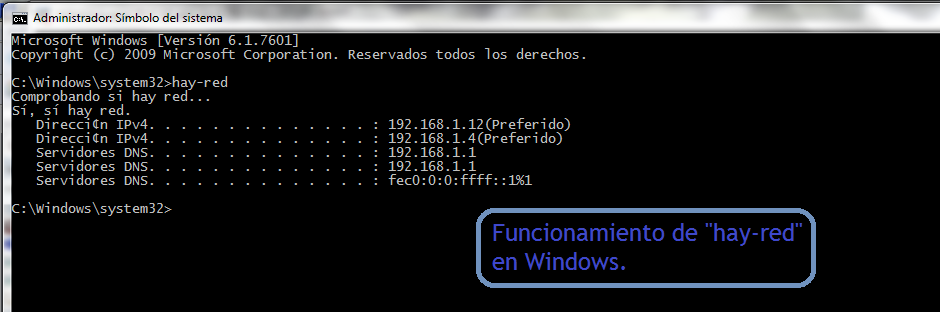 Administrador: Símbolo del sistema
Microsoft Windows [Versión 6.1.7601]
Copyright (c) 2009 Microsoft Corporation. Reservados todos los derechos.
C:\Windows\system32>hay-red
Comprobando si hay red...
Sí, sí hay red.
Direcci¢n IPv4. . . . . . . . . . . . . . : 192.168.1.12(Preferido)
Direcci¢n IPv4. . . . . . . . . . . . . . : 192.168.1.4(Preferido)
Servidores DNS. . . . . . . . . . . . . . : 192.168.1.1
Servidores DNS. . . . . . . . . . . . . . : 192.168.1.1
Servidores DNS. . . . . . . . . . . . . . : fec0:0:0:ffff::1%1
C:\Windows\system32>
Funcionamiento de "hay-red"
en Windows.